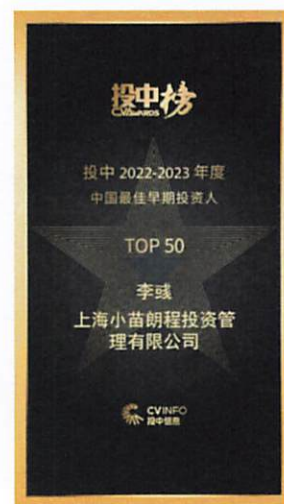 投中榜
CVAWARDS
投中 2022-2023 年度
中国最佳早期投资人
TOP 50
李彧
上海小苗朗程投资管
理有限公司
CVINFO
投中信息